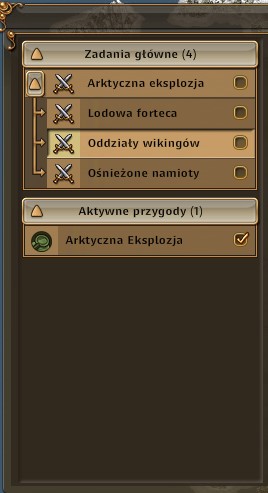 Zadania główne (4)
Arktyczna eksplozja
Lodowa forteca
Oddziały wikingów
Ośnieżone namioty
Aktywne przygody (1)
Arktyczna Eksplozja